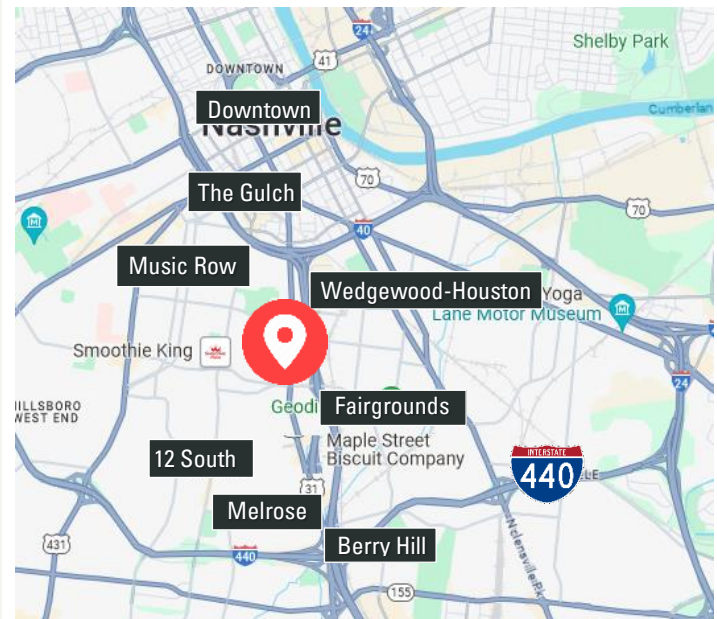 24
Shelby Park
DOWNTOWN
41
Downtown
Nashville
Cumberlan
70
The Gulch
70
40
Music Row
Wedgewood-Houston
Yoga
Lane Motor Museum
Smoothie King
24
HILLSBORO
WEST END
Geodi
Fairgrounds
Maple Street
Biscuit Company
12 South
INTERSTATE
440
LE
31
Melrose
431
440
Berry Hill
Nolensville Pk
155